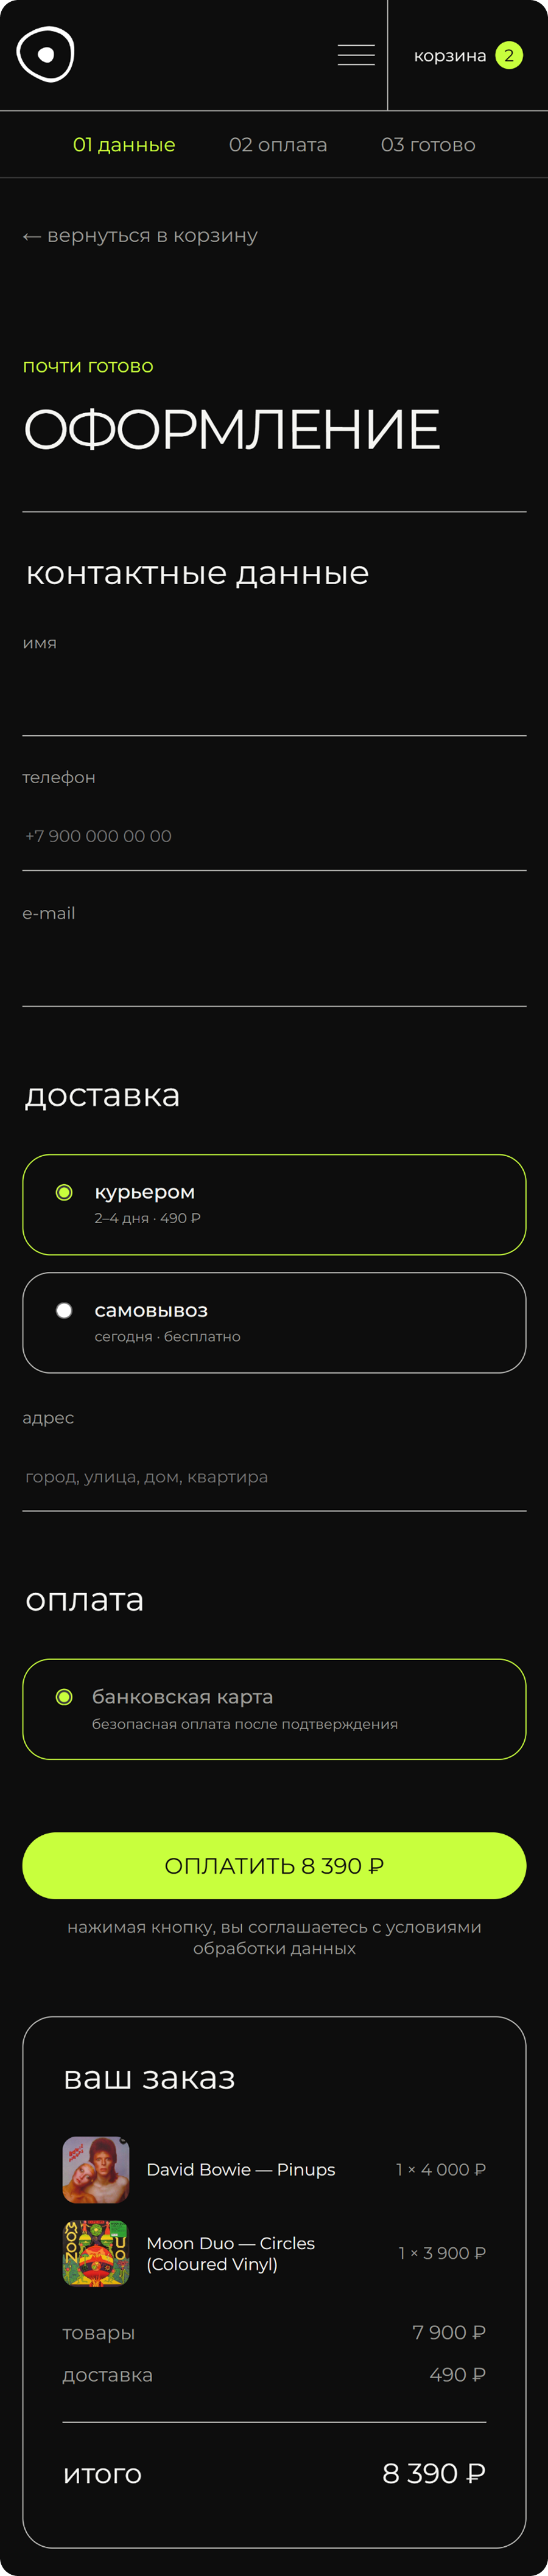 корзина 2
01 данные 02 оплата 03 готово
← вернуться в корзину
почти готово
ОФОРМЛЕНИЕ
контактные данные
имя
телефон
+7 900 000 00 00
e-mail
доставка
курьером
2–4 дня · 490 ₽
самовывоз
сегодня · бесплатно
адрес
город, улица, дом, квартира
оплата
банковская карта
безопасная оплата после подтверждения
ОПЛАТИТЬ 8 390 ₽
нажимая кнопку, вы соглашаетесь с условиями
обработки данных
ваш заказ
David Bowie — Pinups 1 × 4 000 ₽
Moon Duo — Circles
(Coloured Vinyl) 1 × 3 900 ₽
товары 7 900 ₽
доставка 490 ₽
итого 8 390 ₽